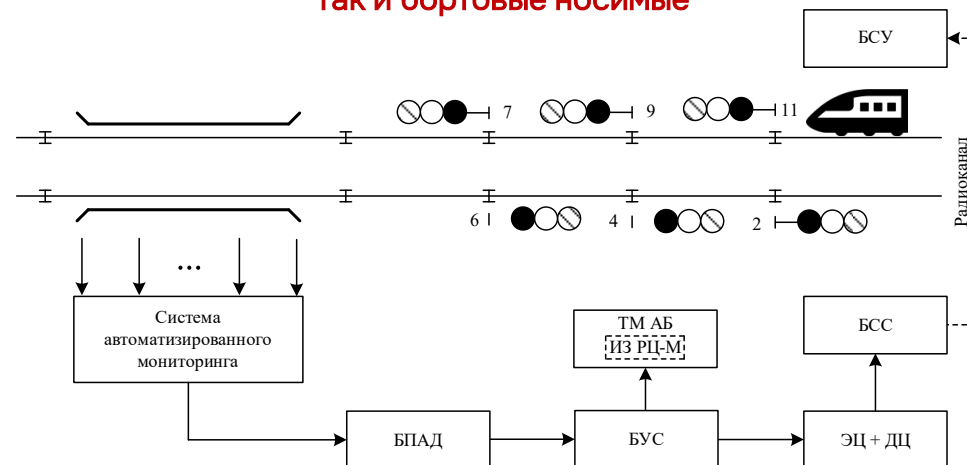 так и бортовые носимые
БСУ
7
9
11
Радиоканал
6
4
2
...
Система
автоматизированного
мониторинга
ТМ АБ
ИЗ РЦ-М
БСС
БПАД
БУС
ЭЦ + ДЦ